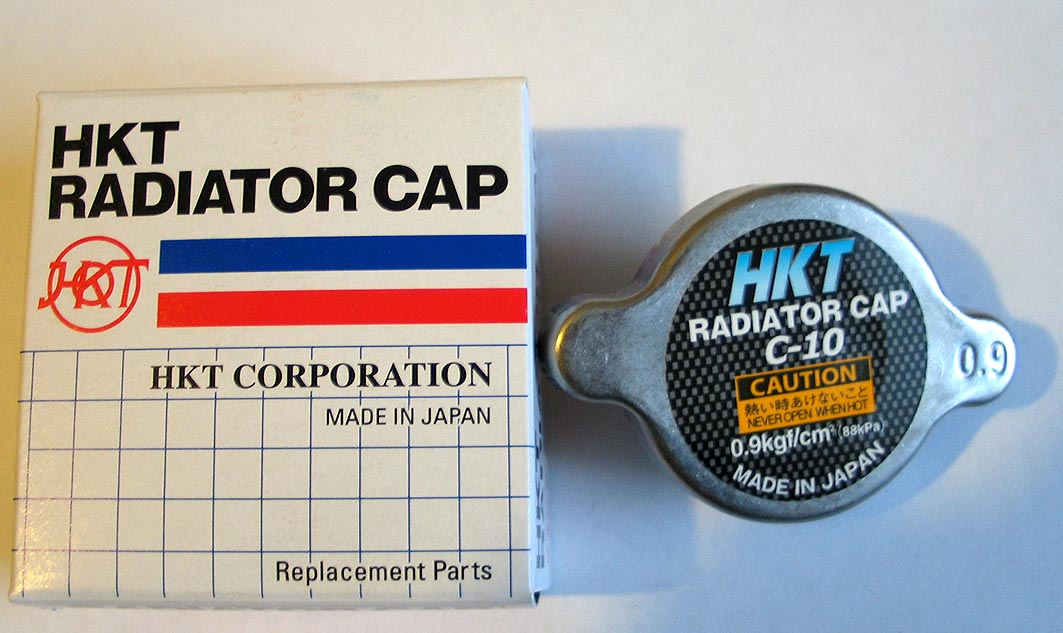 HKT
RADIATOR CAP
HKT
HKT CORPORATION
MADE IN JAPAN
Replacement Parts
HKT
RADIATOR CAP
C-10
CAUTION
熱い時あけないこと
NEVER OPEN WHEN HOT
0.9kgf/cm² (88kPa)
MADE IN JAPAN
0.9